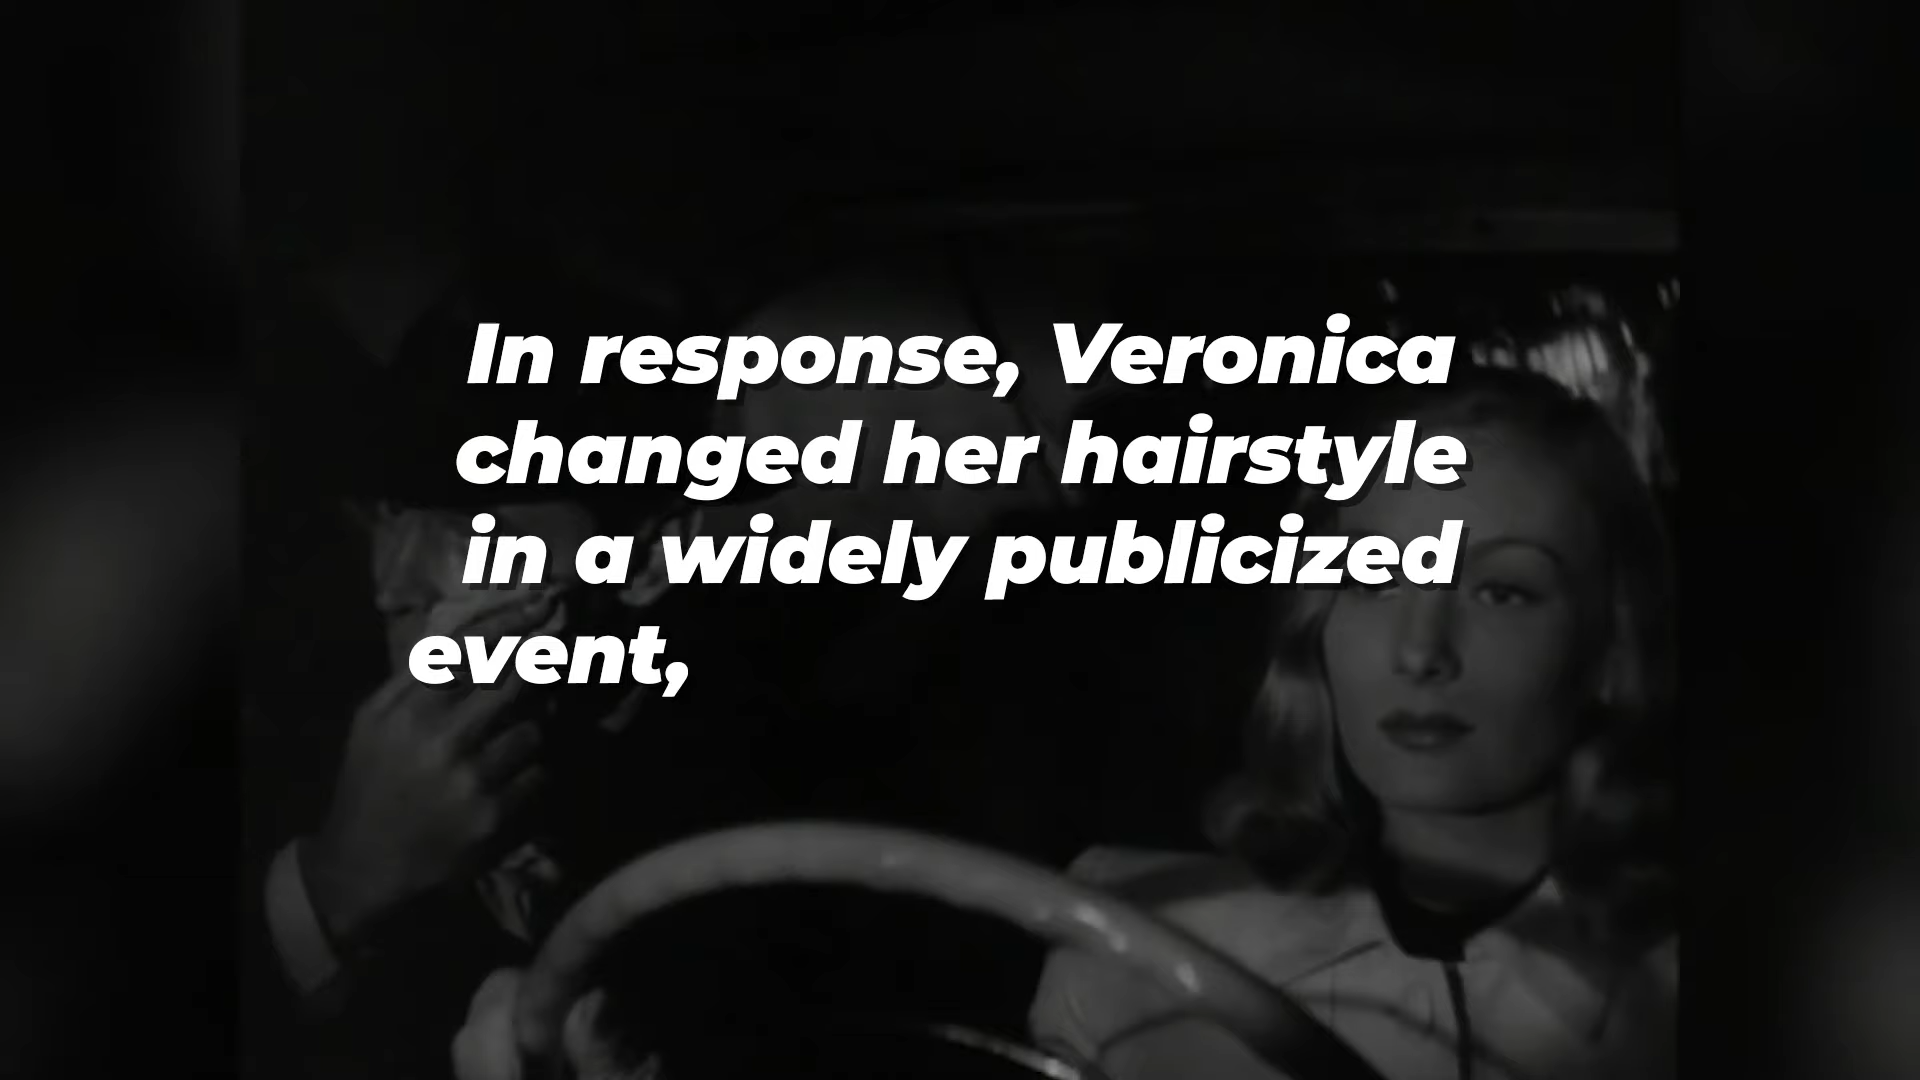 In response, Veronica
changed her hairstyle
in a widely publicized
event,